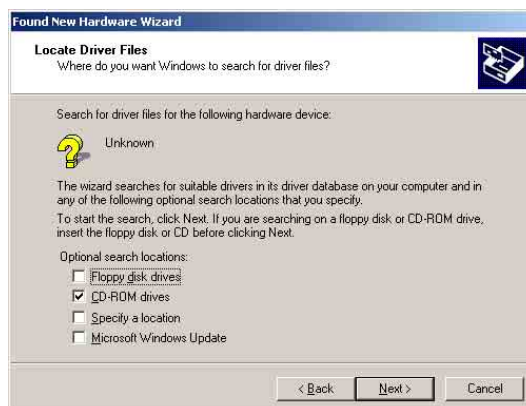 Found New Hardware Wizard
Locate Driver Files
Where do you want Windows to search for driver files?
Search for driver files for the following hardware device:
Unknown
The wizard searches for suitable drivers in its driver database on your computer and in
any of the following optional search locations that you specify.
To start the search, click Next. If you are searching on a floppy disk or CD-ROM drive,
insert the floppy disk or CD before clicking Next.
Optional search locations:
Floppy disk drives
CD-ROM drives
Specify a location
Microsoft Windows Update
< Back
Next >
Cancel